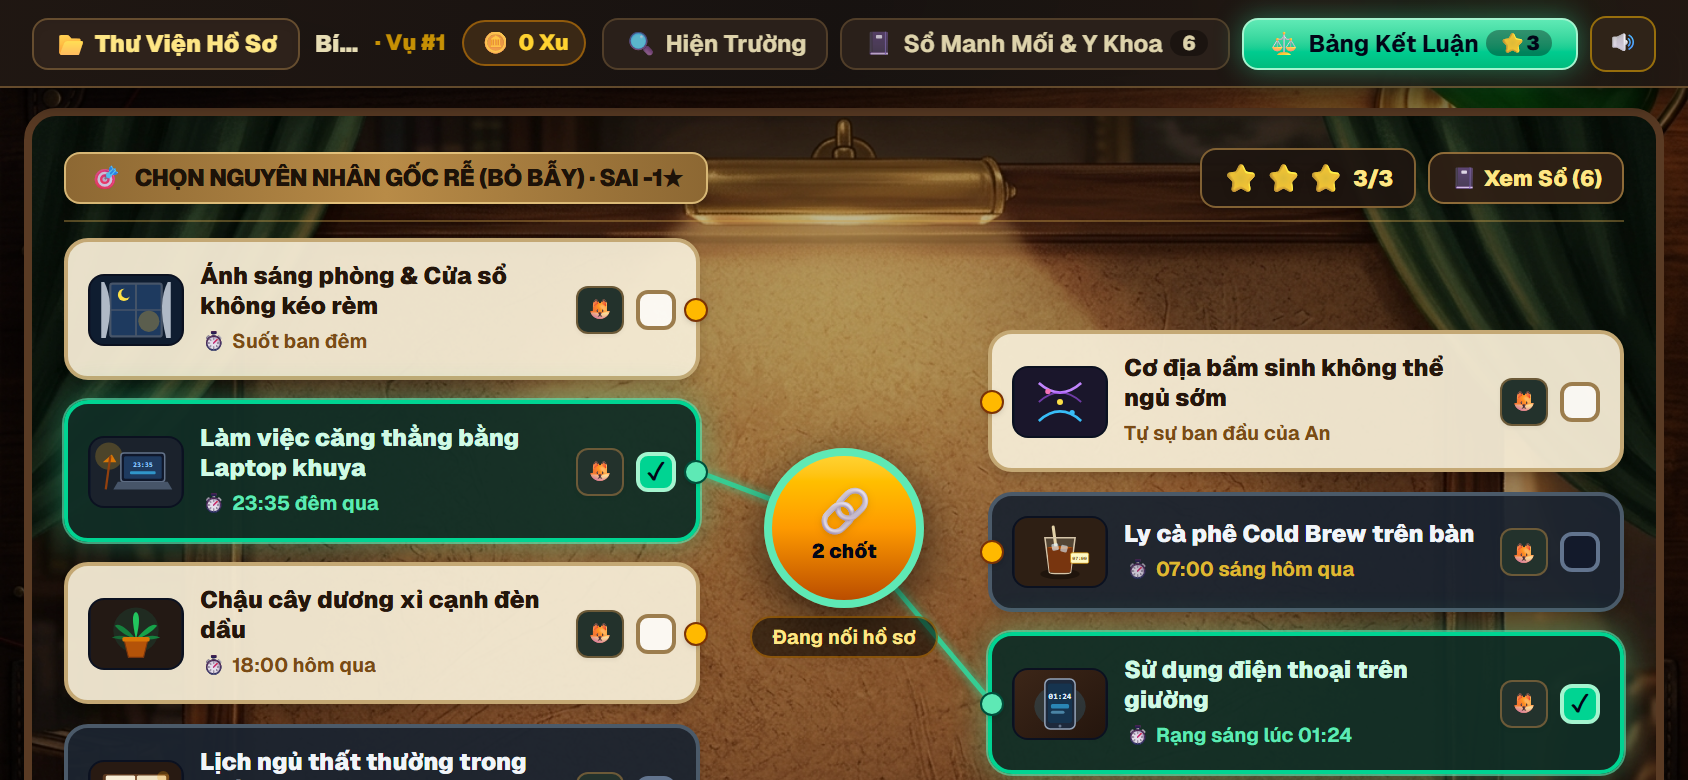 Thư Viện Hồ Sơ
Bí... · Vụ #1
0 Xu
Hiện Trường
Sổ Manh Mối & Y Khoa 6
Bảng Kết Luận ⭐3
CHỌN NGUYÊN NHÂN GỐC RỄ (BỎ BẪY) · SAI -1★
3/3
Xem Sổ (6)
Ánh sáng phòng & Cửa sổ
không kéo rèm
Suốt ban đêm
23:35
Làm việc căng thẳng bằng
Laptop khuya
23:35 đêm qua
Chậu cây dương xỉ cạnh đèn
dầu
18:00 hôm qua
Lịch ngủ thất thường trong
2 chốt
Đang nối hồ sơ
Cơ địa bẩm sinh không thể
ngủ sớm
Tự sự ban đầu của An
07:00
Ly cà phê Cold Brew trên bàn
07:00 sáng hôm qua
01:24
Sử dụng điện thoại trên
giường
Rạng sáng lúc 01:24